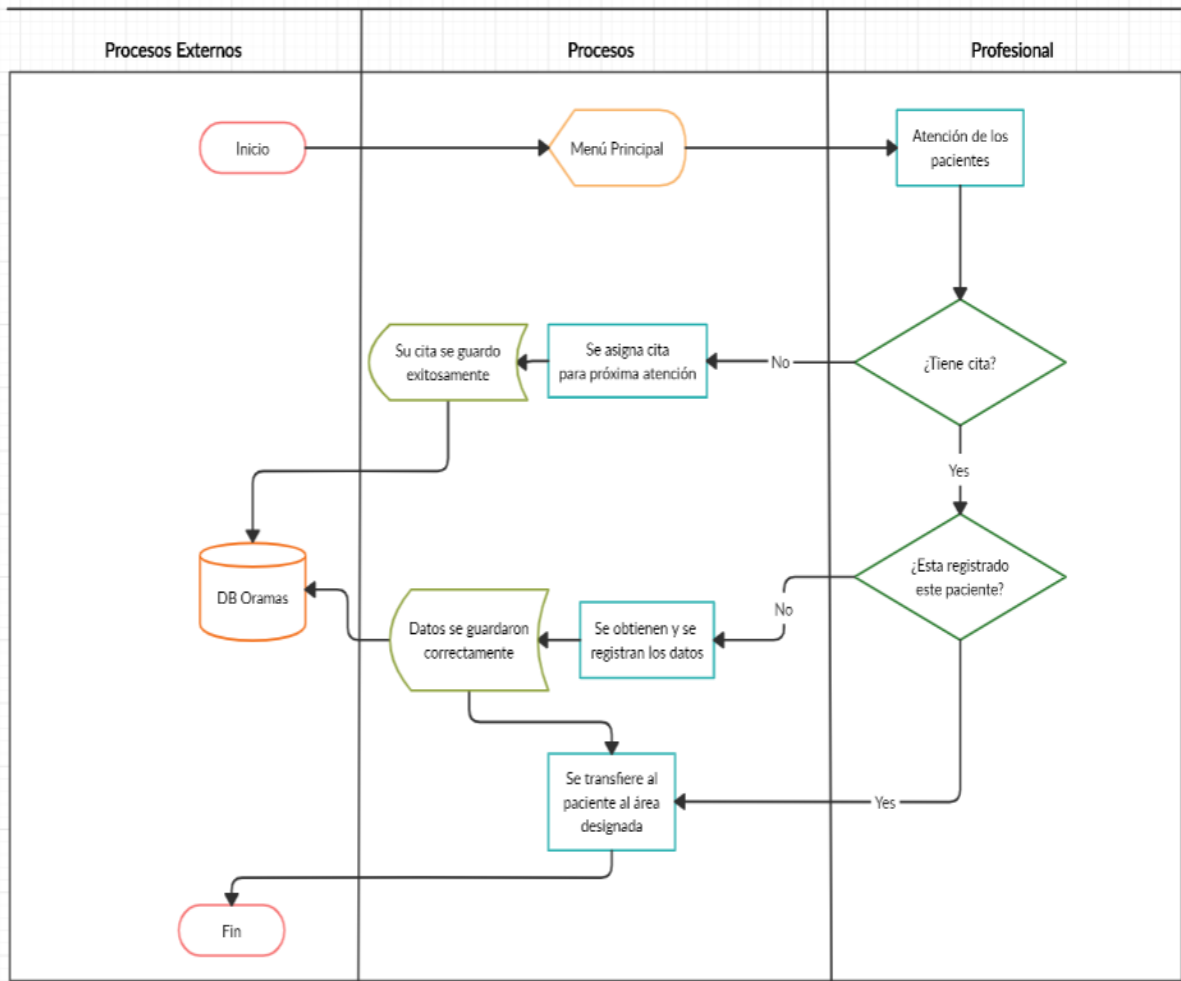 Procesos Externos
Procesos
Profesional
Inicio
Menú Principal
Atención de los
pacientes
Su cita se guardo
exitosamente
Se asigna cita
para próxima atención
No
¿Tiene cita?
Yes
DB Oramas
Datos se guardaron
correctamente
Se obtienen y se
registran los datos
No
¿Esta registrado
este paciente?
Se transfiere al
paciente al área
designada
Yes
Fin